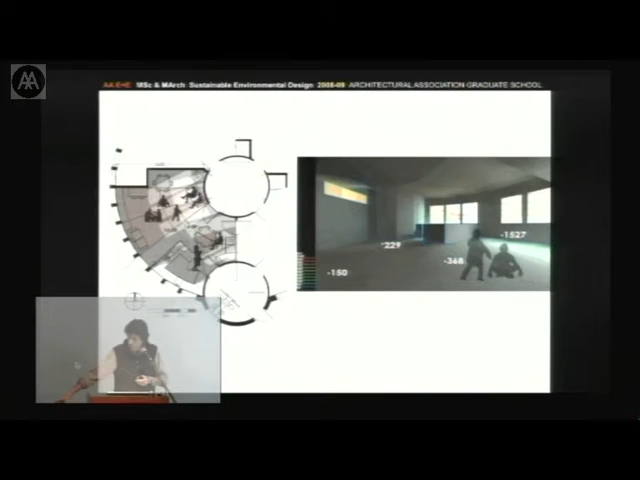 AA
AA E+E MSc & MArch Sustainable Environmental Design 2008-09 ARCHITECTURAL ASSOCIATION GRADUATE SCHOOL
-1527
229
-368
-150